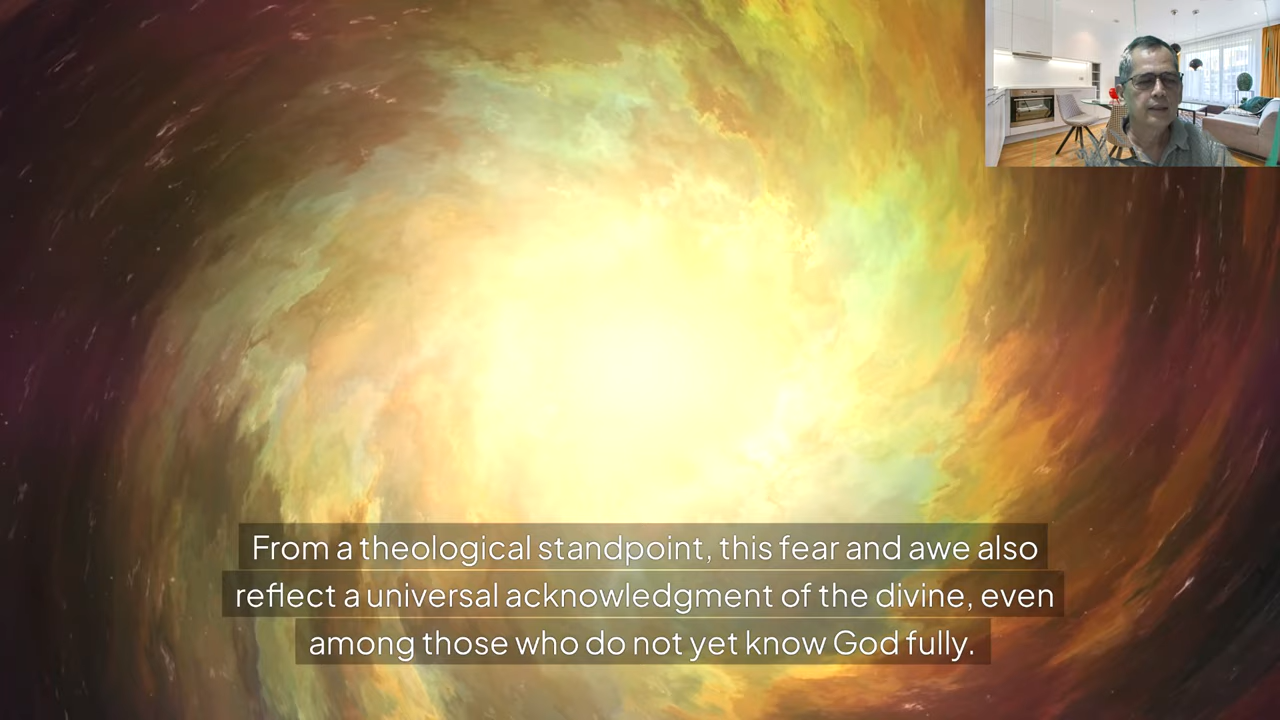 From a theological standpoint, this fear and awe also
reflect a universal acknowledgment of the divine, even
among those who do not yet know God fully.